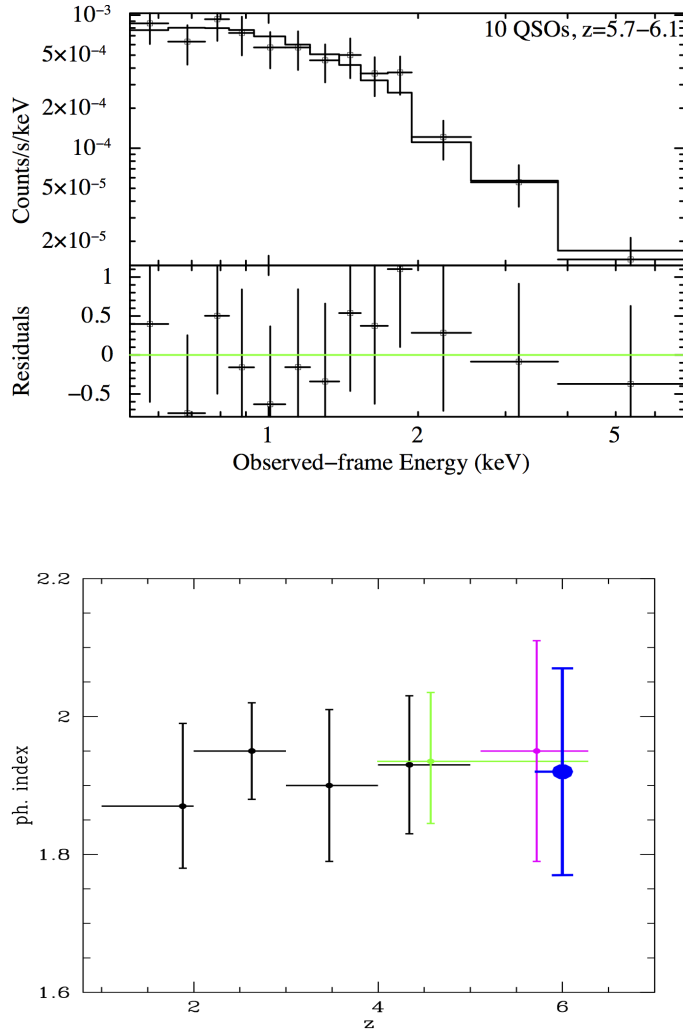 10 QSOs, z=5.7−6.1
Counts/s/keV
10⁻³
5×10⁻⁴
2×10⁻⁴
10⁻⁴
5×10⁻⁵
2×10⁻⁵
Residuals
1
0.5
0
−0.5
1 2 5
Observed−frame Energy (keV)
2.2
2
1.8
1.6
ph. index
2 4 6
z